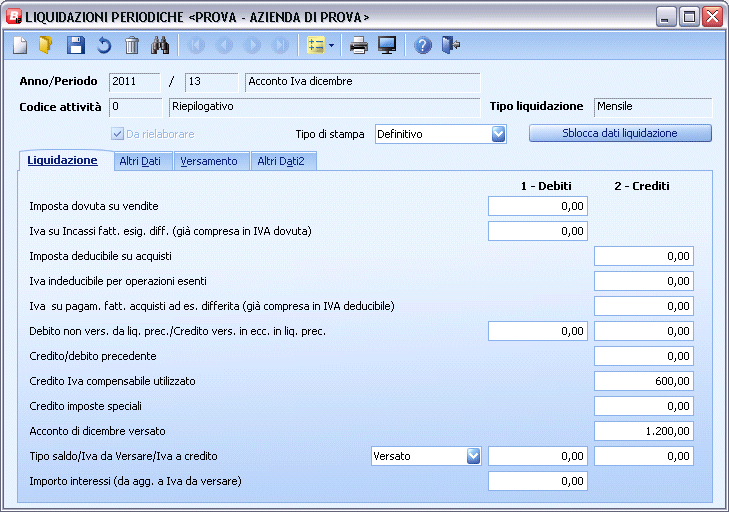 LIQUIDAZIONI PERIODICHE <PROVA - AZIENDA DI PROVA>
Anno/Periodo 2011 / 13 Acconto Iva dicembre
Codice attività 0 Riepilogativo Tipo liquidazione Mensile
Da rielaborare Tipo di stampa Definitivo Sblocca dati liquidazione
Liquidazione Altri Dati Versamento Altri Dati2
1 - Debiti 2 - Crediti
Imposta dovuta su vendite 0,00
Iva su Incassi fatt. esig. diff. (già compresa in IVA dovuta) 0,00
Imposta deducibile su acquisti 0,00
Iva indeducibile per operazioni esenti 0,00
Iva su pagam. fatt. acquisti ad es. differita (già compresa in IVA deducibile) 0,00
Debito non vers. da liq. prec./Credito vers. in ecc. in liq. prec. 0,00 0,00
Credito/debito precedente 0,00
Credito Iva compensabile utilizzato 600,00
Credito imposte speciali 0,00
Acconto di dicembre versato 1.200,00
Tipo saldo/Iva da Versare/Iva a credito Versato 0,00 0,00
Importo interessi (da agg. a Iva da versare) 0,00